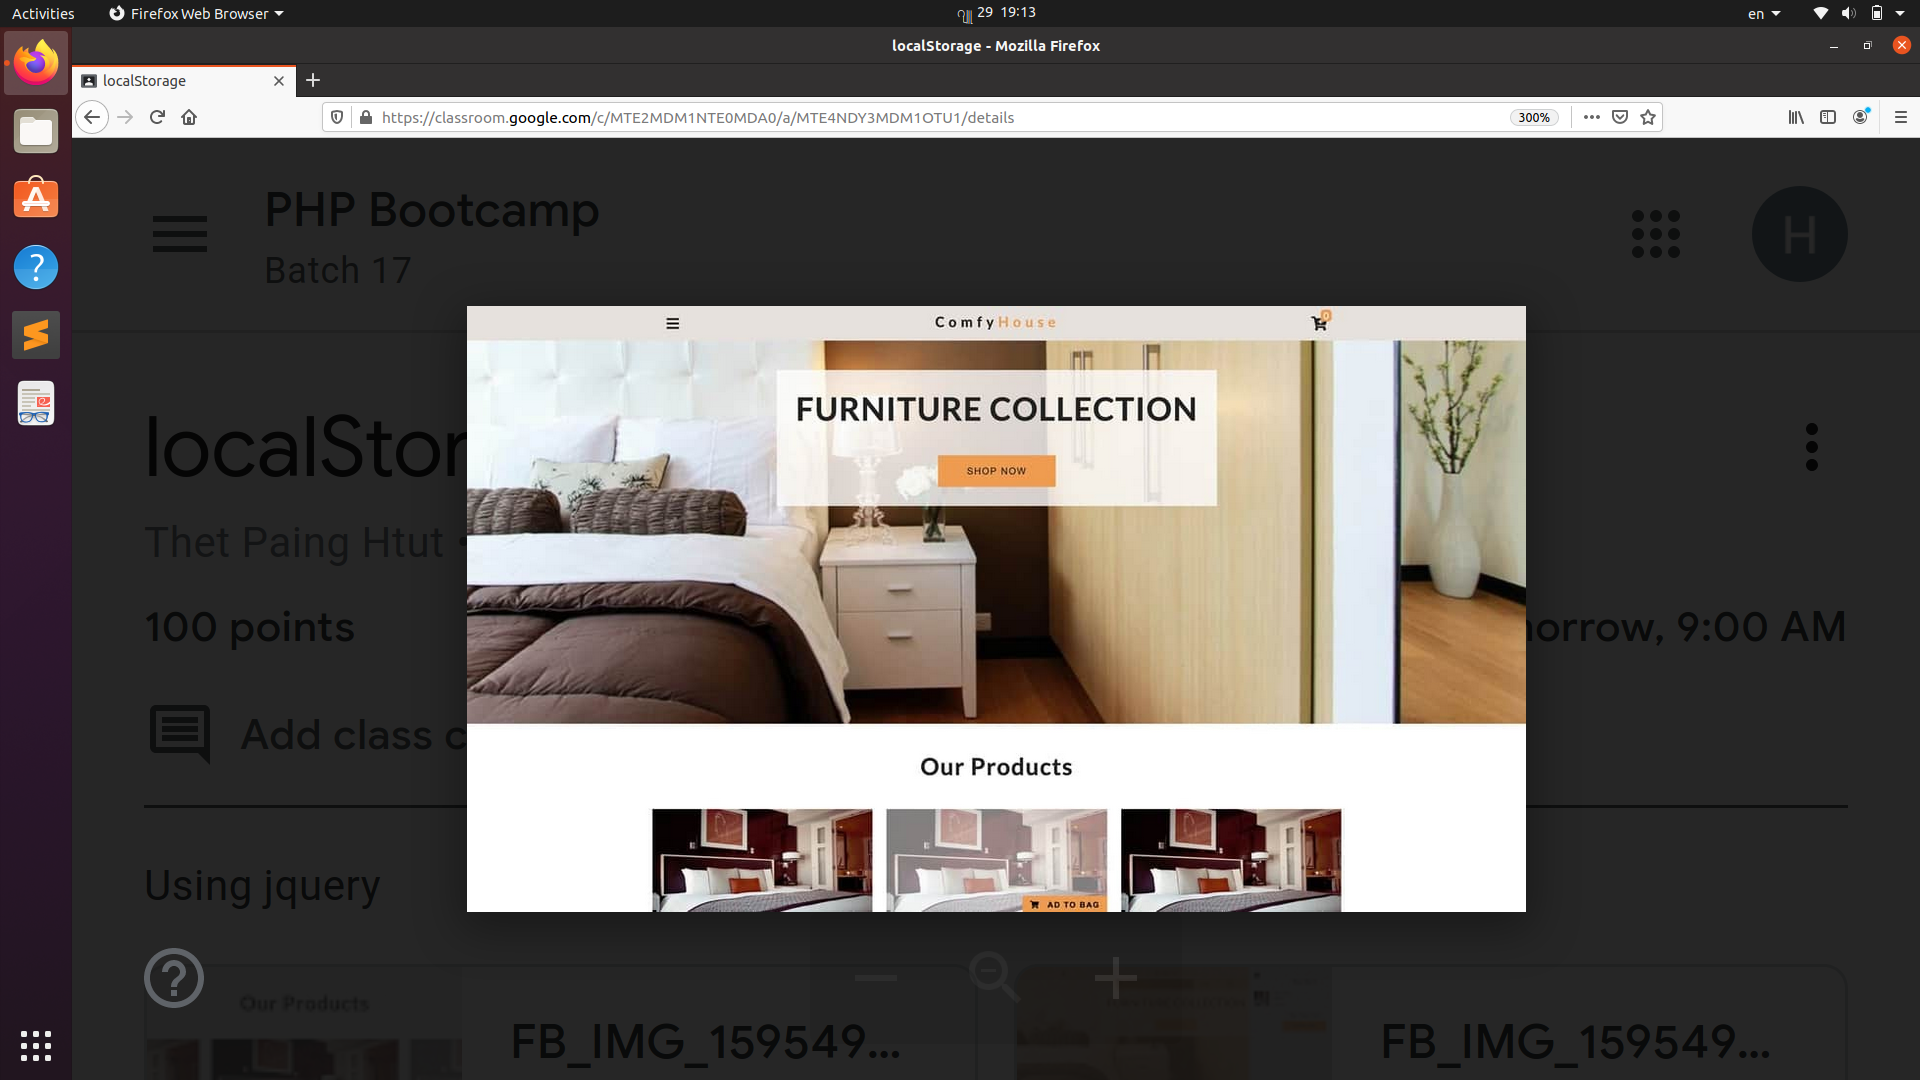 Activities
Firefox Web Browser
29 19:13
en
localStorage - Mozilla Firefox
localStorage
https://classroom.google.com/c/MTE2MDM1NTE0MDA0/a/MTE4NDY3MDM1OTU1/details
300%
PHP Bootcamp
Batch 17
H
ComfyHouse
0
FURNITURE COLLECTION
SHOP NOW
localStor
Thet Paing Htut
100 points
orrow, 9:00 AM
Add class c
Our Products
AD TO BAG
Using jquery
Our Products
FB_IMG_159549...
FB_IMG_159549...